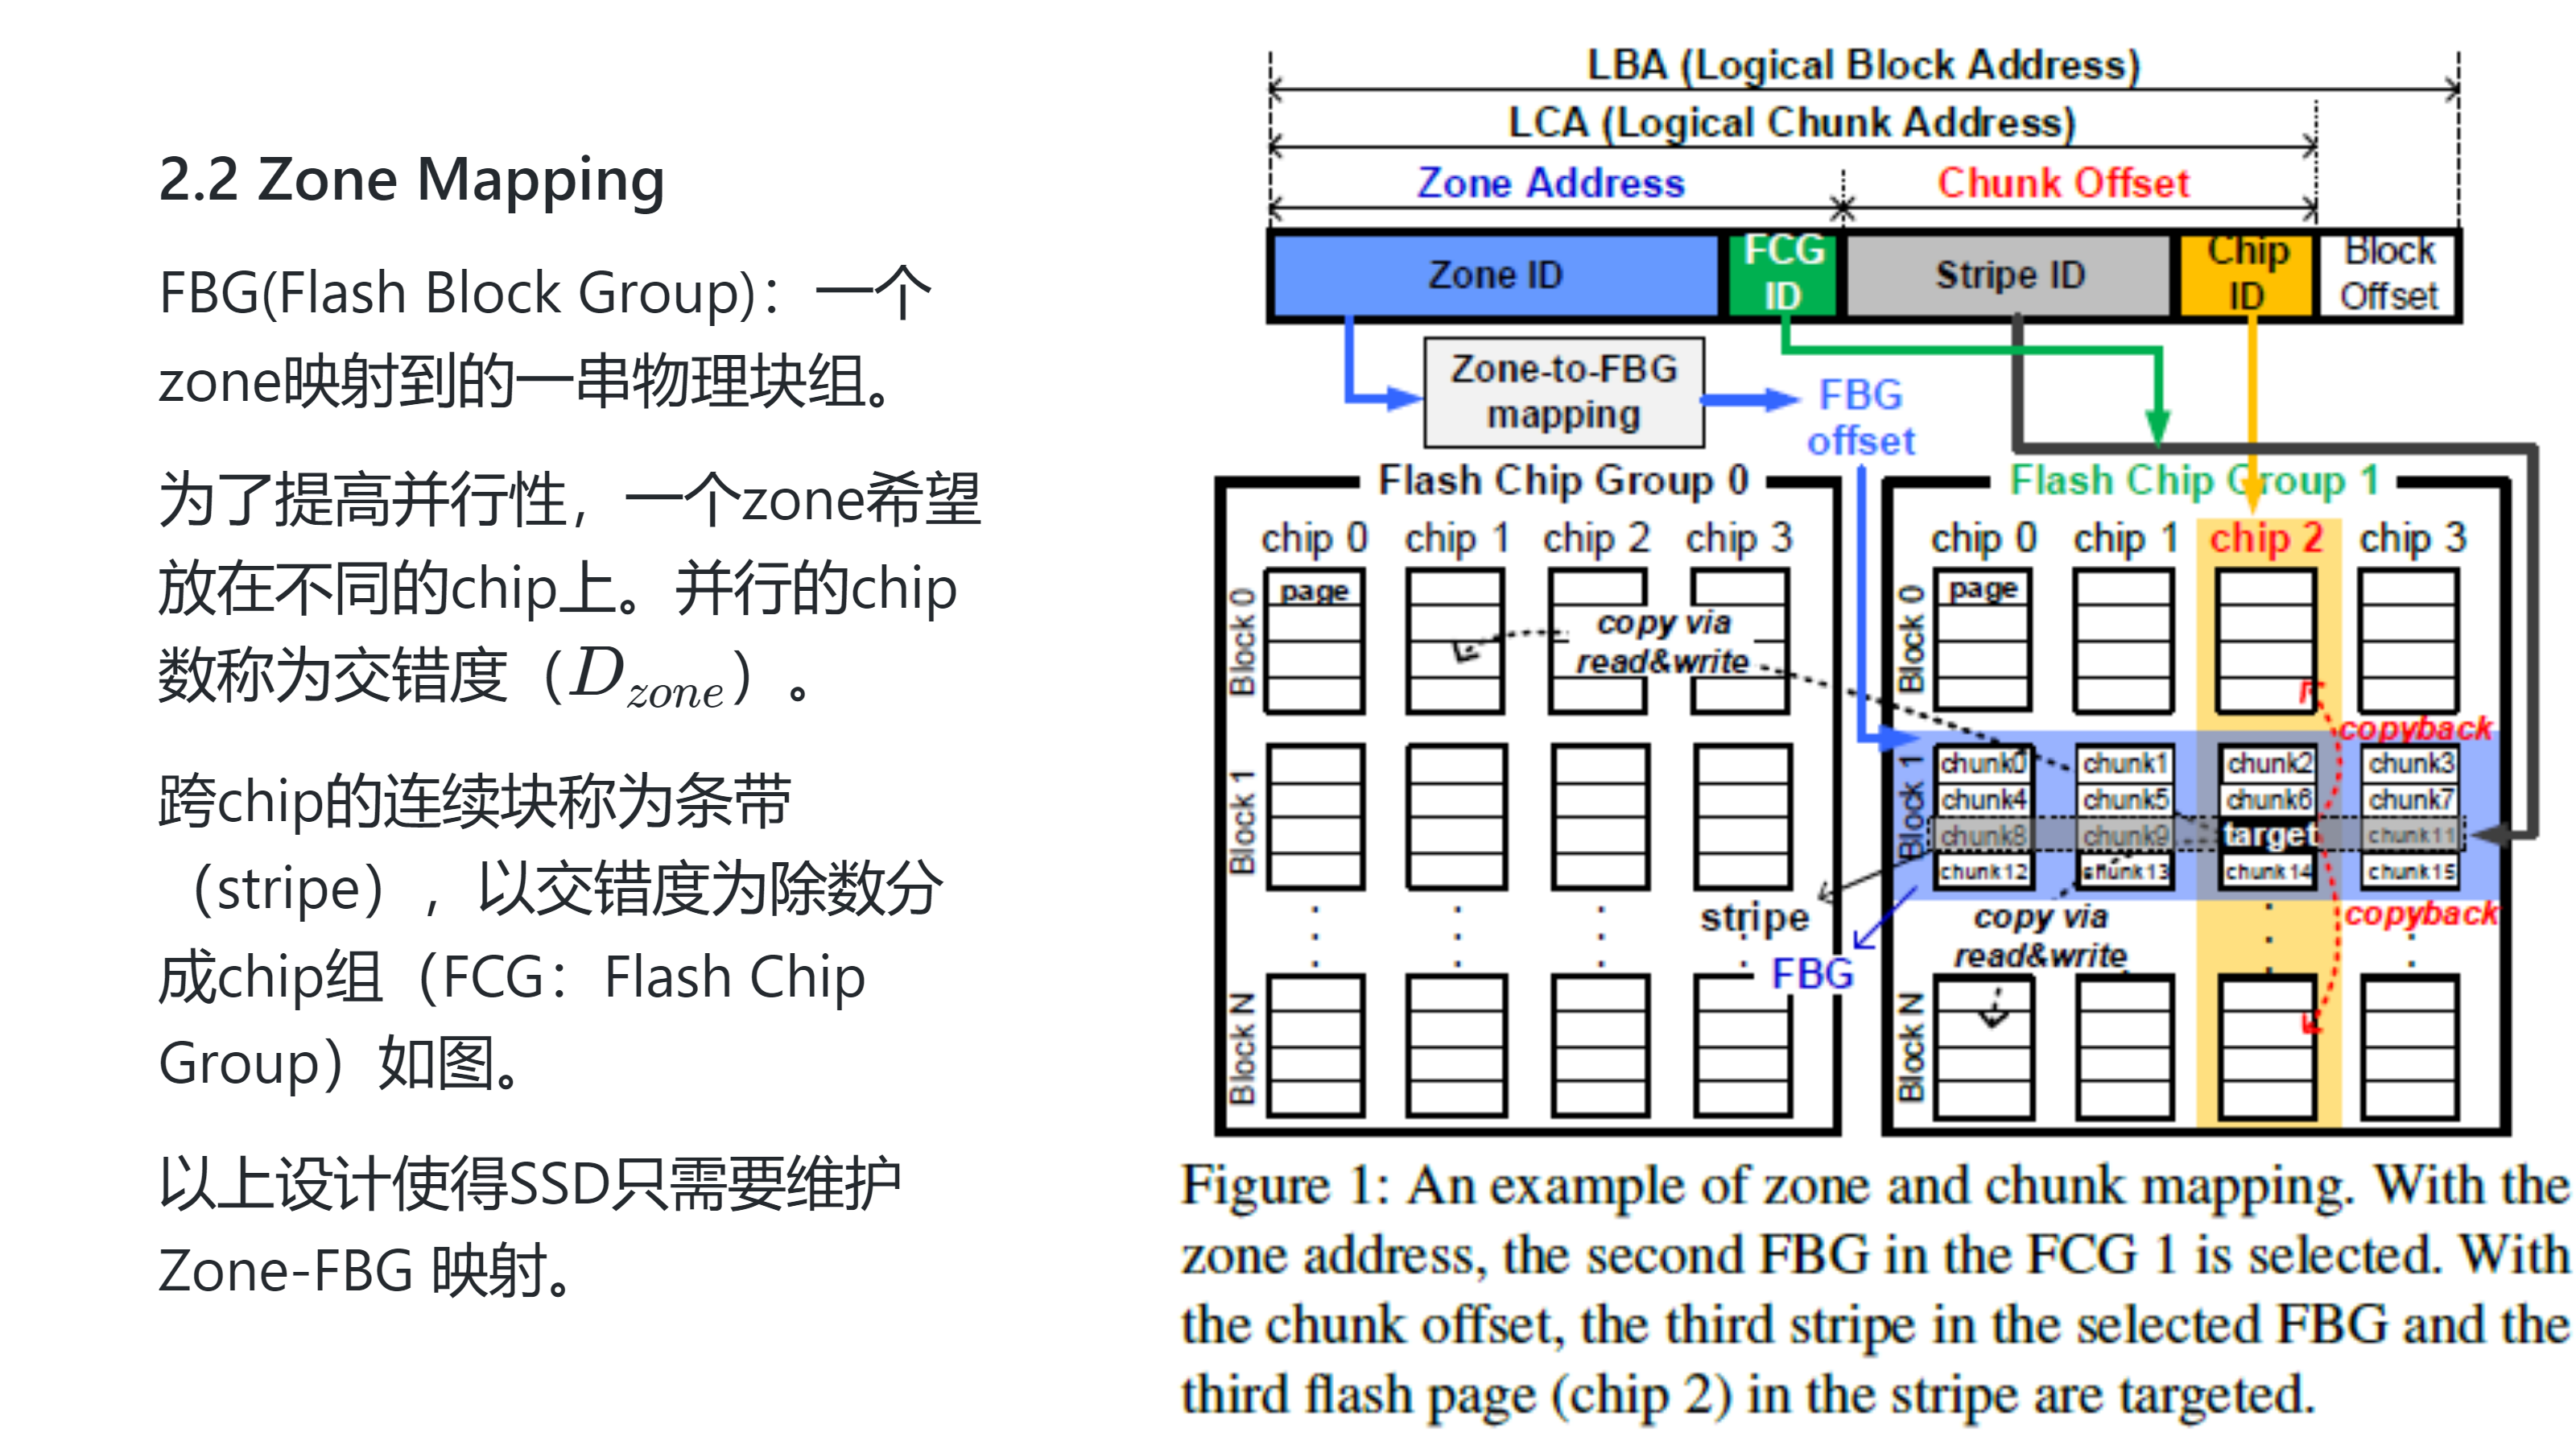 2.2 Zone Mapping
FBG(Flash Block Group)：一个
zone映射到的一串物理块组。
为了提高并行性，一个zone希望
放在不同的chip上。并行的chip
数称为交错度（D_zone）。
跨chip的连续块称为条带
（stripe），以交错度为除数分
成chip组（FCG：Flash Chip
Group）如图。
以上设计使得SSD只需要维护
Zone-FBG 映射。
LBA (Logical Block Address)
LCA (Logical Chunk Address)
Zone Address
Chunk Offset
Zone ID
FCG
ID
Stripe ID
Chip
ID
Block
Offset
Zone-to-FBG
mapping
FBG
offset
Flash Chip Group 0
chip 0 chip 1 chip 2 chip 3
Block 0
page
copy via
read&write
Block 1
stripe
FBG
Block N
Flash Chip Group 1
chip 0 chip 1 chip 2 chip 3
Block 0
page
copyback
Block 1
chunk0 chunk1 chunk2 chunk3
chunk4 chunk5 chunk6 chunk7
chunk8 chunk9 target chunk11
chunk12 chunk13 chunk14 chunk15
copy via
read&write
copyback
Block N
Figure 1: An example of zone and chunk mapping. With the
zone address, the second FBG in the FCG 1 is selected. With
the chunk offset, the third stripe in the selected FBG and the
third flash page (chip 2) in the stripe are targeted.